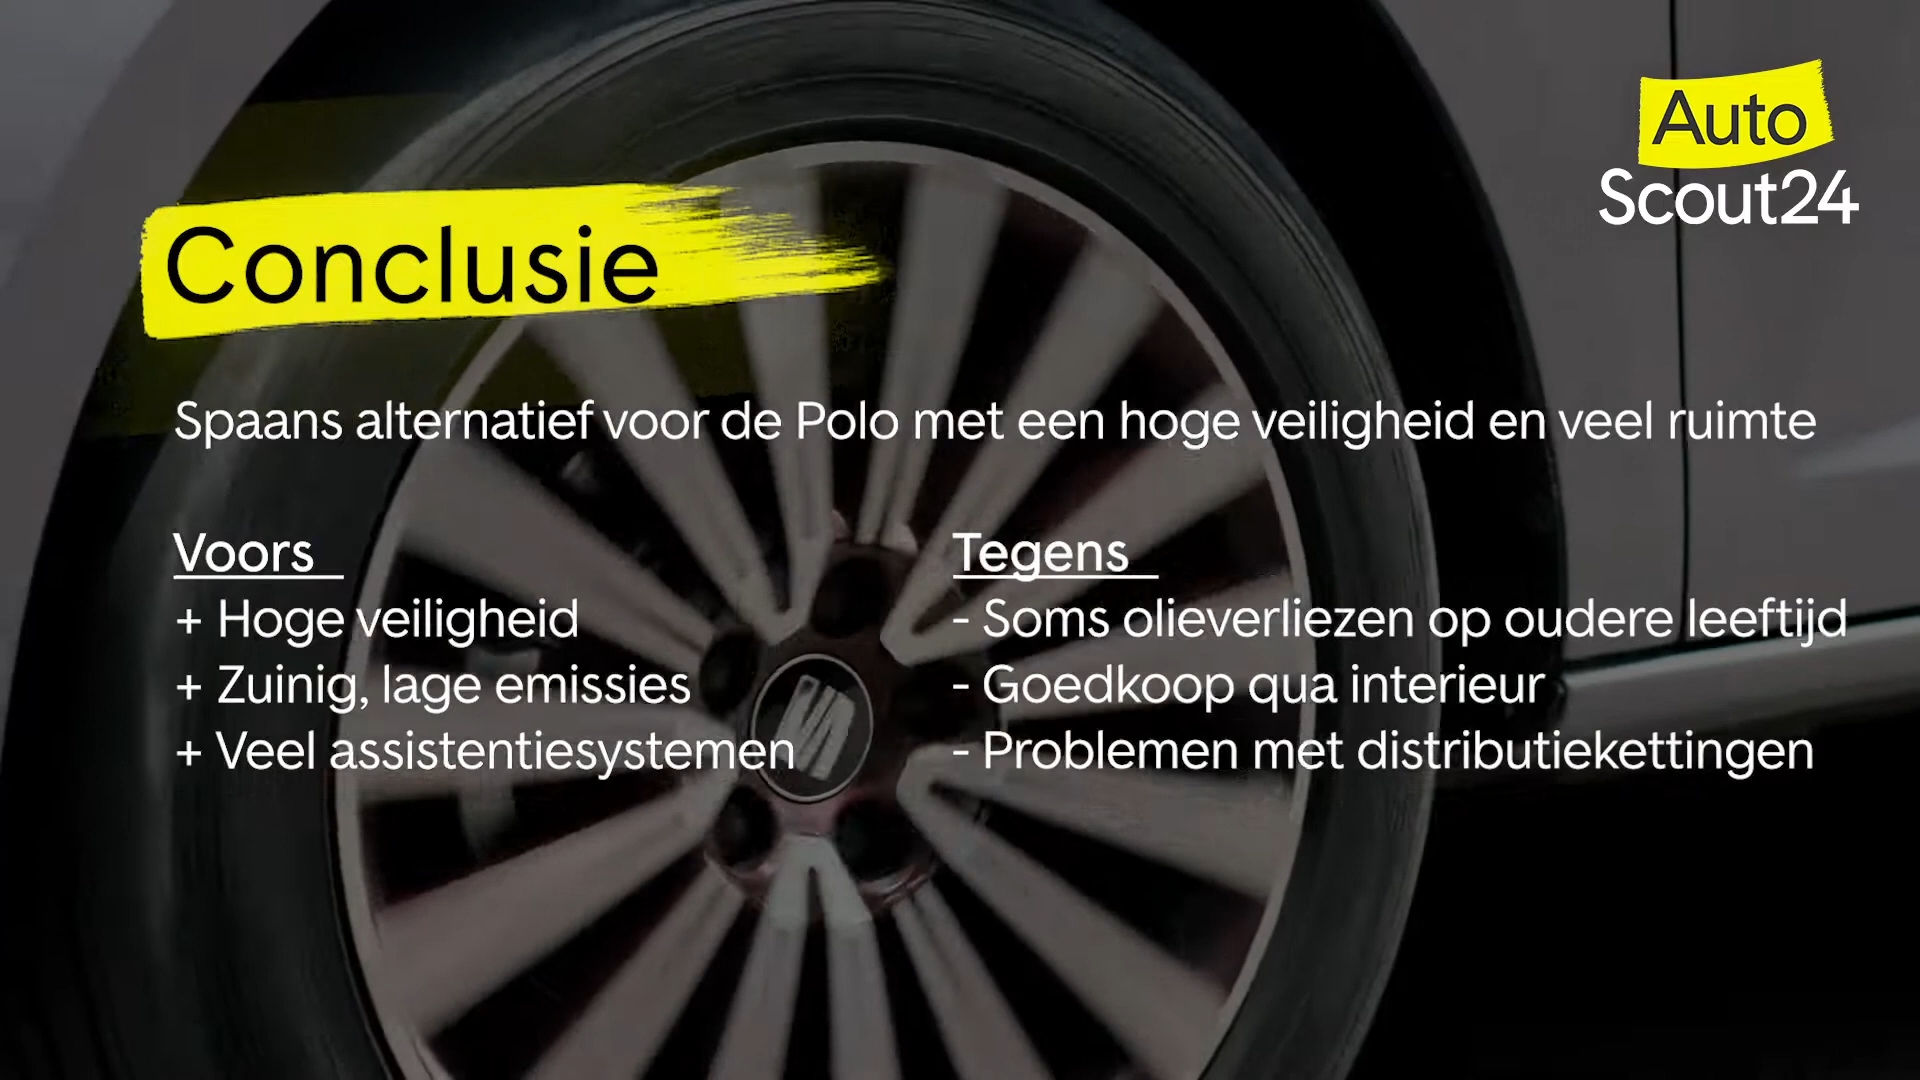 Auto
Scout24
Conclusie
Spaans alternatief voor de Polo met een hoge veiligheid en veel ruimte
Voors
+ Hoge veiligheid
+ Zuinig, lage emissies
+ Veel assistentiesystemen
Tegens
- Soms olieverliezen op oudere leeftijd
- Goedkoop qua interieur
- Problemen met distributiekettingen